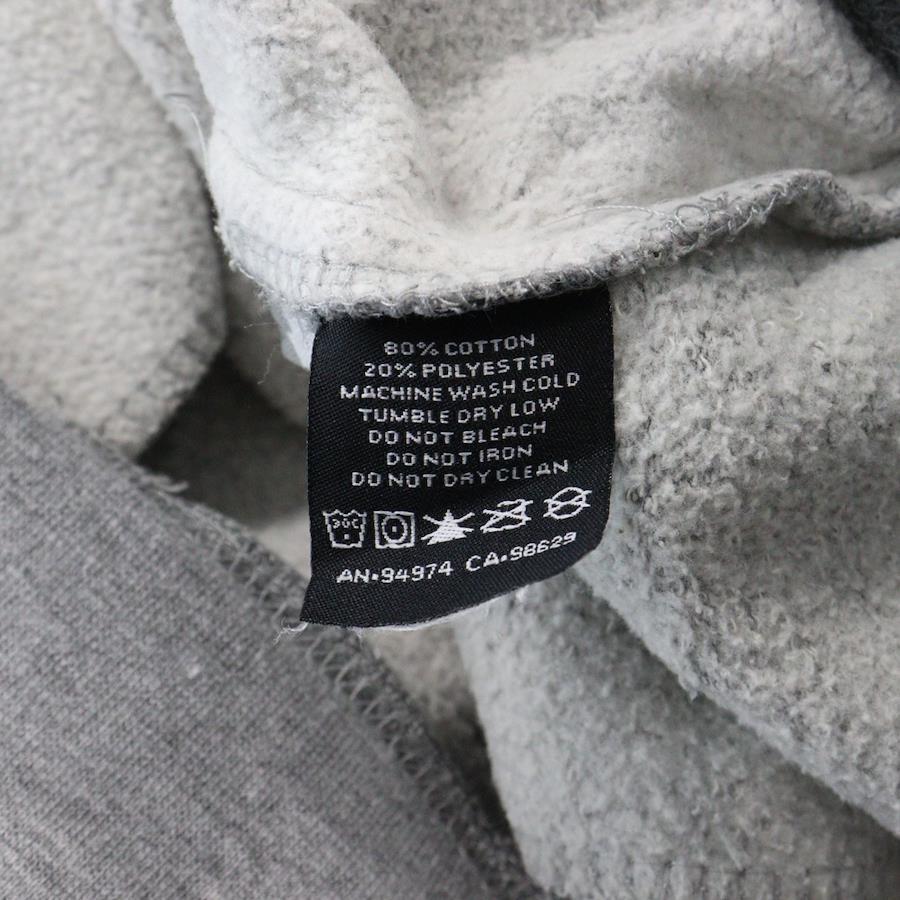 80% COTTON
20% POLYESTER
MACHINE WASH COLD
TUMBLE DRY LOW
DO NOT BLEACH
DO NOT IRON
DO NOT DRY CLEAN
30C
AN•94974 CA•98629